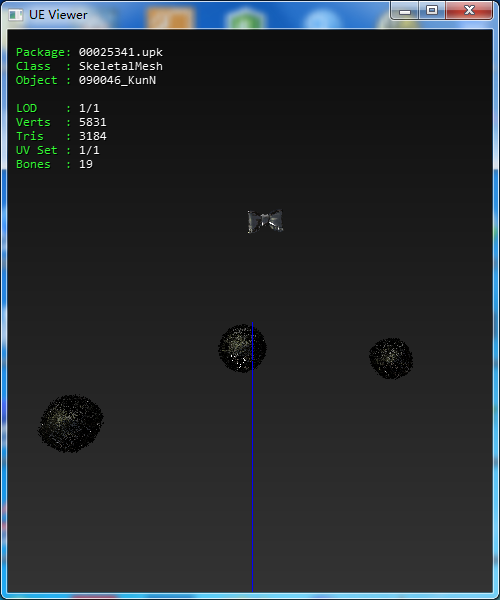 UE Viewer
Package: 00025341.upk
Class : SkeletalMesh
Object : 090046_KunN
LOD : 1/1
Verts : 5831
Tris : 3184
UV Set : 1/1
Bones : 19